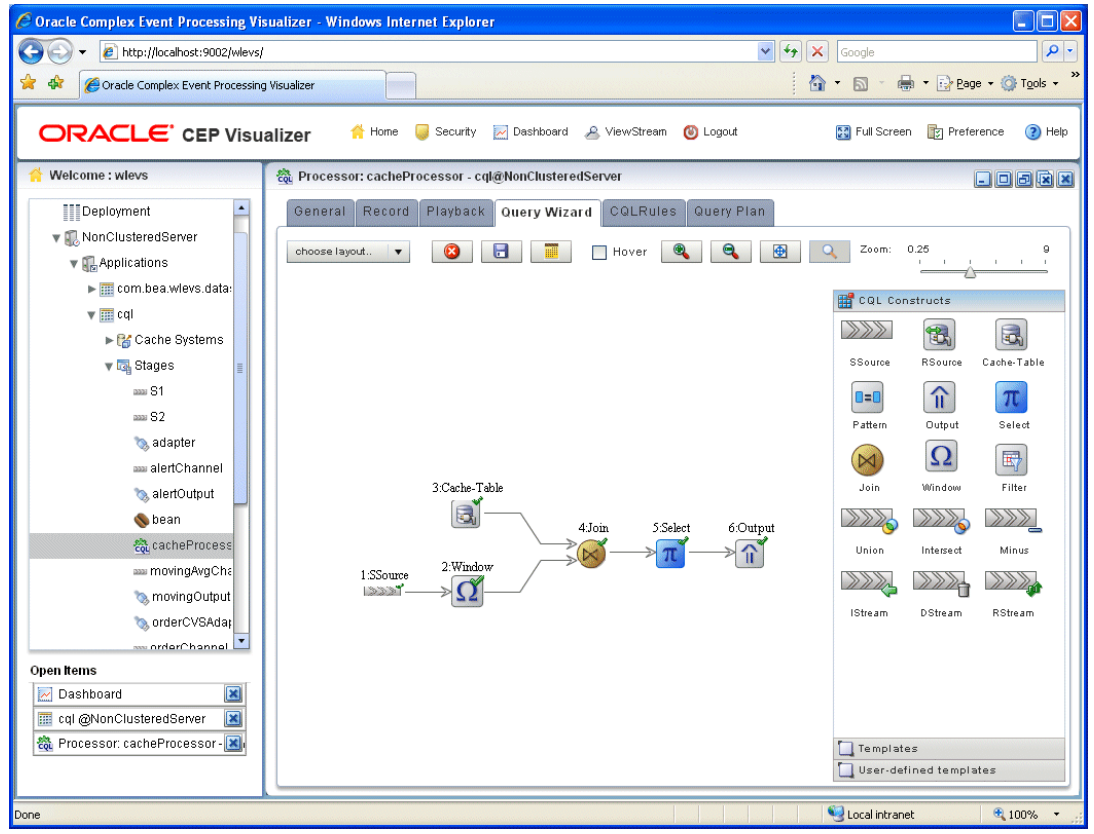 Oracle Complex Event Processing Visualizer - Windows Internet Explorer
http://localhost:9002/wlevs/
Google
Oracle Complex Event Processing Visualizer
Page
Tools
»
ORACLE CEP Visualizer
Home
Security
Dashboard
ViewStream
Logout
Full Screen
Preference
Help
Welcome : wlevs
Deployment
NonClusteredServer
Applications
com.bea.wlevs.data:
cql
Cache Systems
Stages
S1
S2
adapter
alertChannel
alertOutput
bean
cacheProcess
movingAvgCha
movingOutput
orderCVSAdap
orderChannel
Open Items
Dashboard
cql @NonClusteredServer
Processor: cacheProcessor -
Processor: cacheProcessor - cql@NonClusteredServer
General
Record
Playback
Query Wizard
CQLRules
Query Plan
choose layout..
Hover
Zoom:
0.25
9
3:Cache-Table
4:Join
5:Select
6:Output
1:SSource
2:Window
CQL Constructs
SSource
RSource
Cache-Table
Pattern
Output
Select
Join
Window
Filter
Union
Intersect
Minus
IStream
DStream
RStream
Templates
User-defined templates
Done
Local intranet
100%